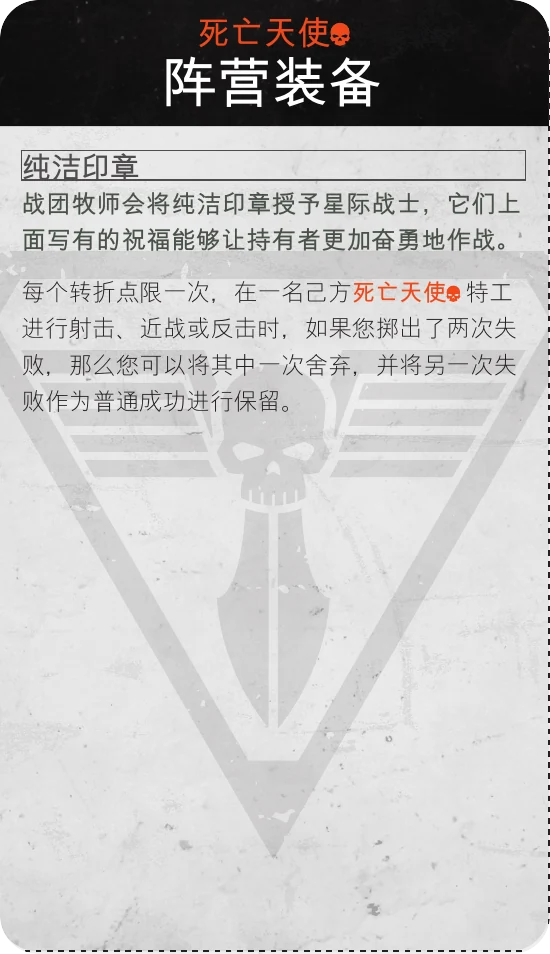 死亡天使
阵营装备
纯洁印章
战团牧师会将纯洁印章授予星际战士，它们上
面写有的祝福能够让持有者更加奋勇地作战。
每个转折点限一次，在一名己方死亡天使特工
进行射击、近战或反击时，如果您掷出了两次失
败，那么您可以将其中一次舍弃，并将另一次失
败作为普通成功进行保留。